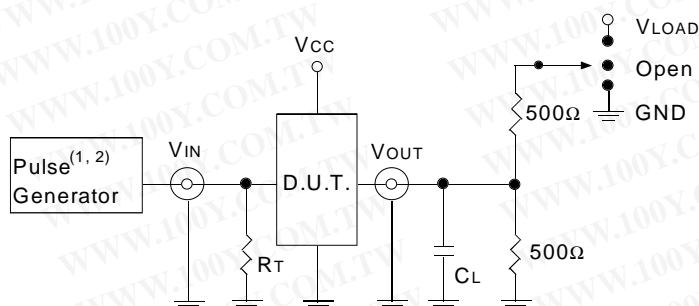 VLOAD
VCC
Open
500Ω
GND
Pulse(1, 2)
Generator
VIN
D.U.T.
VOUT
RT
CL
500Ω
WWW.100Y.COM.TW